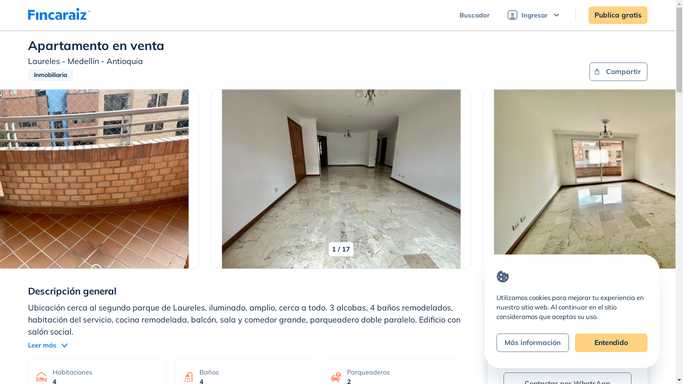 Fincaraiz
Buscador
Ingresar
Publica gratis
Apartamento en venta
Laureles - Medellín - Antioquia
Inmobiliaria
Compartir
1 / 17
Descripción general
Ubicación cerca al segundo parque de Laureles, iluminado, amplio, cerca a todo. 3 alcobas, 4 baños remodelados,
habitación del servicio, cocina remodelada, balcón, sala y comedor grande, parqueadero doble paralelo. Edificio con
salón social.
Leer más
Habitaciones
4
Baños
4
Parqueaderos
2
Utilizamos cookies para mejorar tu experiencia en
nuestro sitio web. Al continuar en el sitio
consideramos que aceptas su uso.
Más información
Entendido
Contactar por WhatsApp